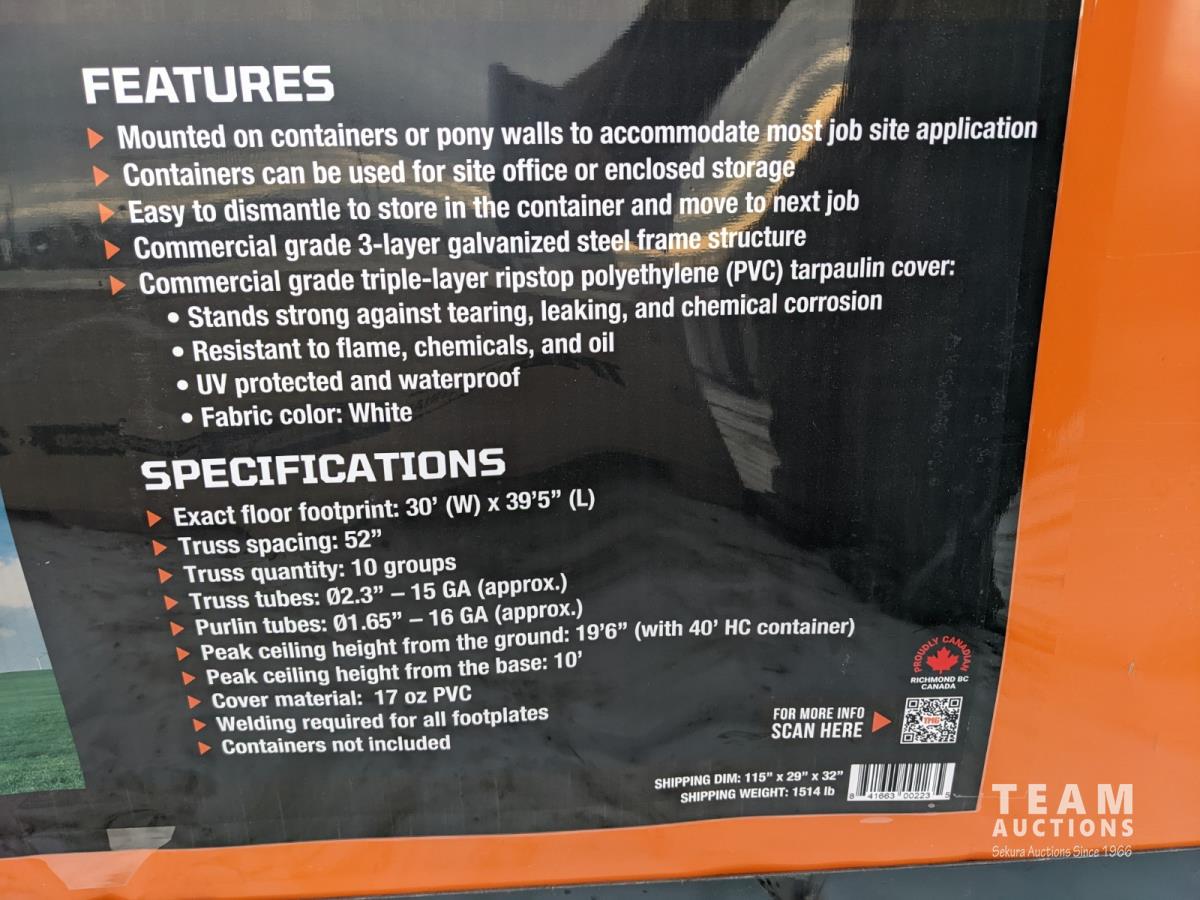 FEATURES
Mounted on containers or pony walls to accommodate most job site application
Containers can be used for site office or enclosed storage
Easy to dismantle to store in the container and move to next job
Commercial grade 3-layer galvanized steel frame structure
Commercial grade triple-layer ripstop polyethylene (PVC) tarpaulin cover:
• Stands strong against tearing, leaking, and chemical corrosion
• Resistant to flame, chemicals, and oil
• UV protected and waterproof
• Fabric color: White
SPECIFICATIONS
Exact floor footprint: 30’ (W) x 39’5” (L)
Truss spacing: 52”
Truss quantity: 10 groups
Truss tubes: Ø2.3” – 15 GA (approx.)
Purlin tubes: Ø1.65” – 16 GA (approx.)
Peak ceiling height from the ground: 19’6” (with 40’ HC container)
Peak ceiling height from the base: 10’
Cover material: 17 oz PVC
Welding required for all footplates
Containers not included
PROUDLY CANADIAN
RICHMOND BC
CANADA
FOR MORE INFO
SCAN HERE
TMG
SHIPPING DIM: 115” x 29” x 32”
SHIPPING WEIGHT: 1514 lb
8 41663 00223 5
TEAM
AUCTIONS
Sekura Auctions Since 1966